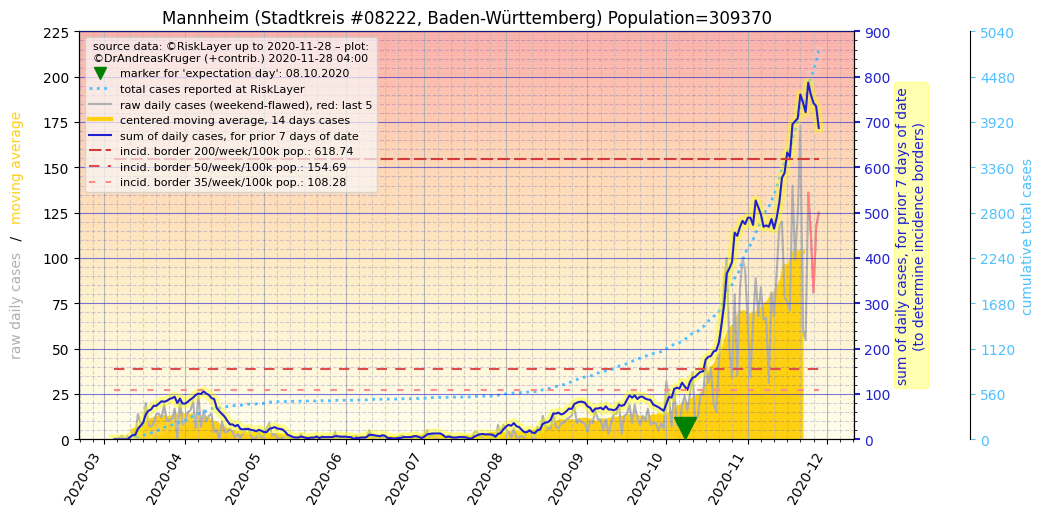 Mannheim (Stadtkreis #08222, Baden-Württemberg) Population=309370
source data: ©RiskLayer up to 2020-11-28 – plot:
©DrAndreasKruger (+contrib.) 2020-11-28 04:00
marker for 'expectation day': 08.10.2020
total cases reported at RiskLayer
raw daily cases (weekend-flawed), red: last 5
centered moving average, 14 days cases
sum of daily cases, for prior 7 days of date
incid. border 200/week/100k pop.: 618.74
incid. border 50/week/100k pop.: 154.69
incid. border 35/week/100k pop.: 108.28
raw daily cases / moving average
225
200
175
150
125
100
75
50
25
0
2020-03
2020-04
2020-05
2020-06
2020-07
2020-08
2020-09
2020-10
2020-11
2020-12
900
800
700
600
500
400
300
200
100
0
sum of daily cases, for prior 7 days of date
(to determine incidence borders)
5040
4480
3920
3360
2800
2240
1680
1120
560
0
cumulative total cases